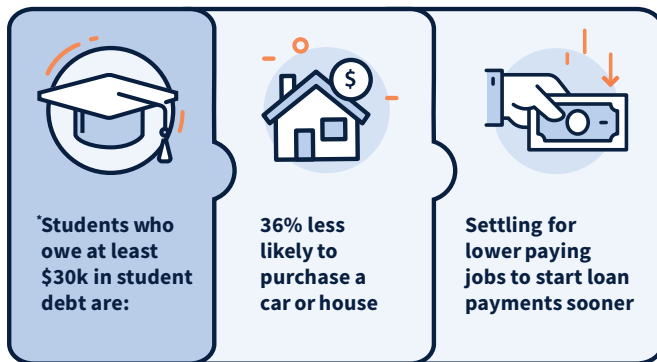 *Students who
owe at least
$30k in student
debt are:
$
36% less
likely to
purchase a
car or house
Settling for
lower paying
jobs to start loan
payments sooner